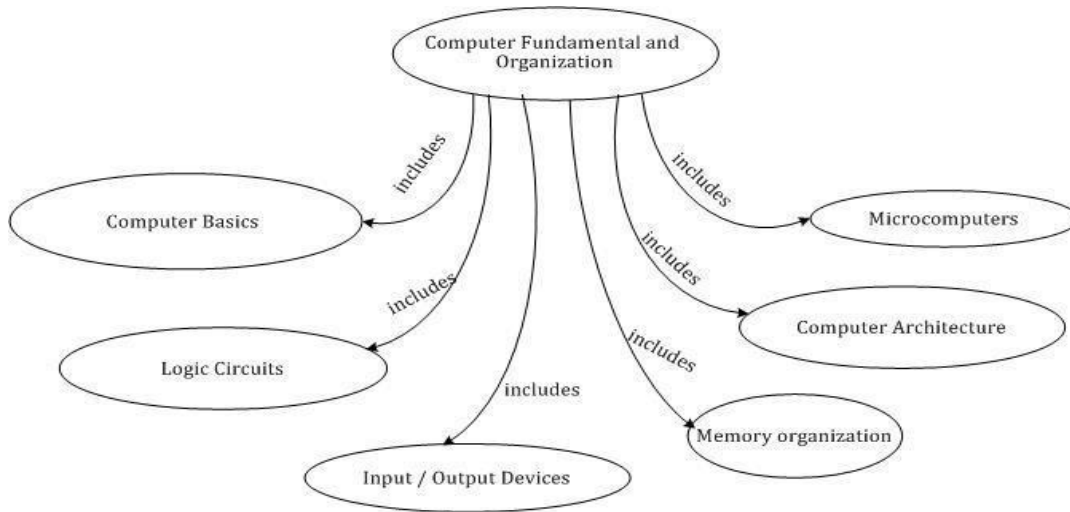 Computer Fundamental and
Organization
includes
includes
Computer Basics
Microcomputers
includes
includes
Computer Architecture
includes
Logic Circuits
includes
Memory organization
Input / Output Devices